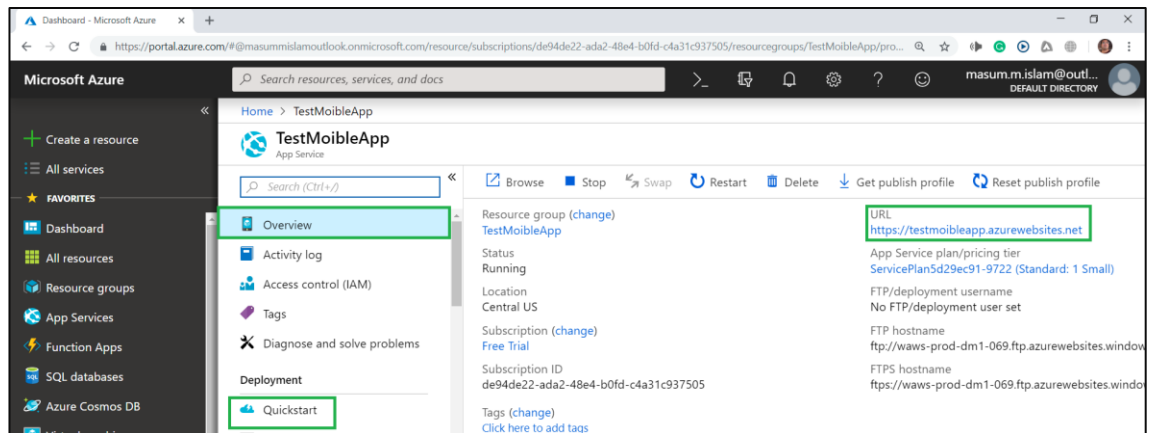 Dashboard - Microsoft Azure
https://portal.azure.com/#@masummislamoutlook.onmicrosoft.com/resource/subscriptions/de94de22-ada2-48e4-b0fd-c4a31c937505/resourcegroups/TestMoibleApp/pro...
Microsoft Azure
Search resources, services, and docs
masum.m.islam@outl...
DEFAULT DIRECTORY
Create a resource
All services
FAVORITES
Dashboard
All resources
Resource groups
App Services
Function Apps
SQL databases
Azure Cosmos DB
Home > TestMoibleApp
TestMoibleApp
App Service
Search (Ctrl+/)
Overview
Activity log
Access control (IAM)
Tags
Diagnose and solve problems
Deployment
Quickstart
Browse Stop Swap Restart Delete Get publish profile Reset publish profile
Resource group (change)
TestMoibleApp
Status
Running
Location
Central US
Subscription (change)
Free Trial
Subscription ID
de94de22-ada2-48e4-b0fd-c4a31c937505
Tags (change)
Click here to add tags
URL
https://testmoibleapp.azurewebsites.net
App Service plan/pricing tier
ServicePlan5d29ec91-9722 (Standard: 1 Small)
FTP/deployment username
No FTP/deployment user set
FTP hostname
ftp://waws-prod-dm1-069.ftp.azurewebsites.window
FTPS hostname
ftps://waws-prod-dm1-069.ftp.azurewebsites.windo